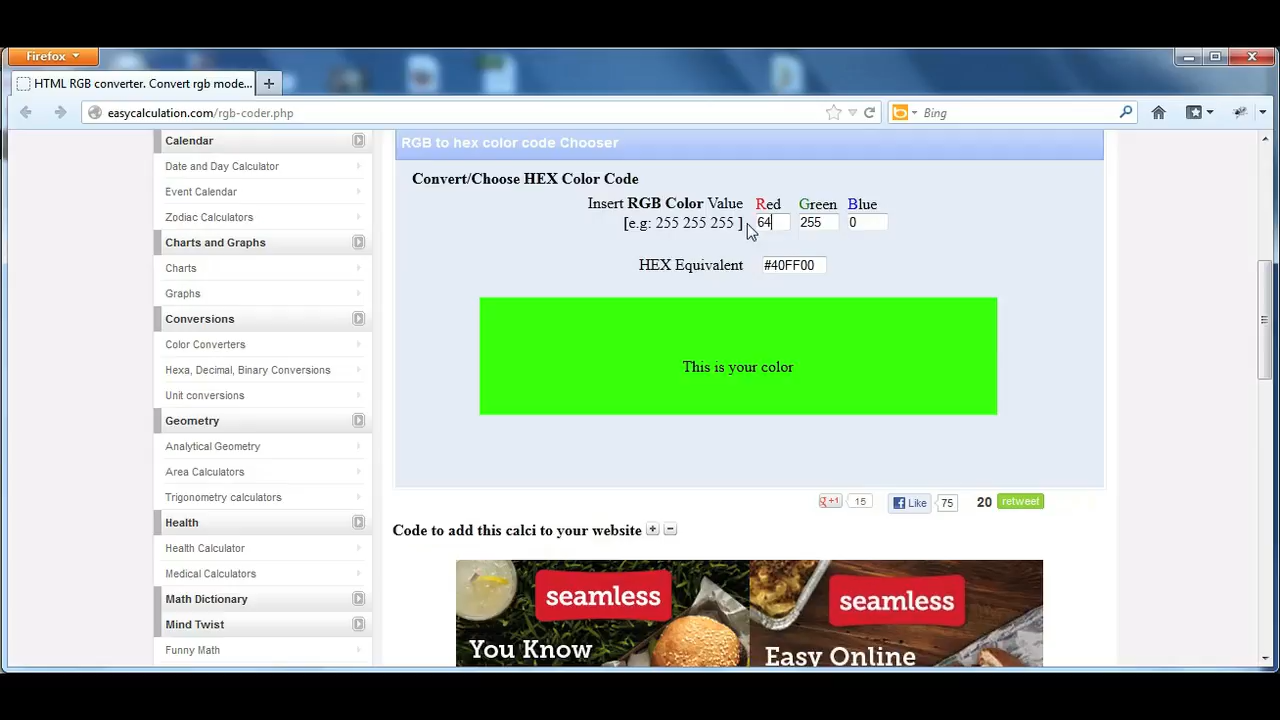 Firefox
HTML RGB converter. Convert rgb mode...
easycalculation.com/rgb-coder.php
Bing
Calendar
Date and Day Calculator
Event Calendar
Zodiac Calculators
Charts and Graphs
Charts
Graphs
Conversions
Color Converters
Hexa, Decimal, Binary Conversions
Unit conversions
Geometry
Analytical Geometry
Area Calculators
Trigonometry calculators
Health
Health Calculator
Medical Calculators
Math Dictionary
Mind Twist
Funny Math
RGB to hex color code Chooser
Convert/Choose HEX Color Code
Insert RGB Color Value Red Green Blue
[e.g: 255 255 255 ] 64 255 0
HEX Equivalent #40FF00
This is your color
+1 15 Like 75 20 retweet
Code to add this calci to your website + -
seamless
You Know
seamless
Easy Online